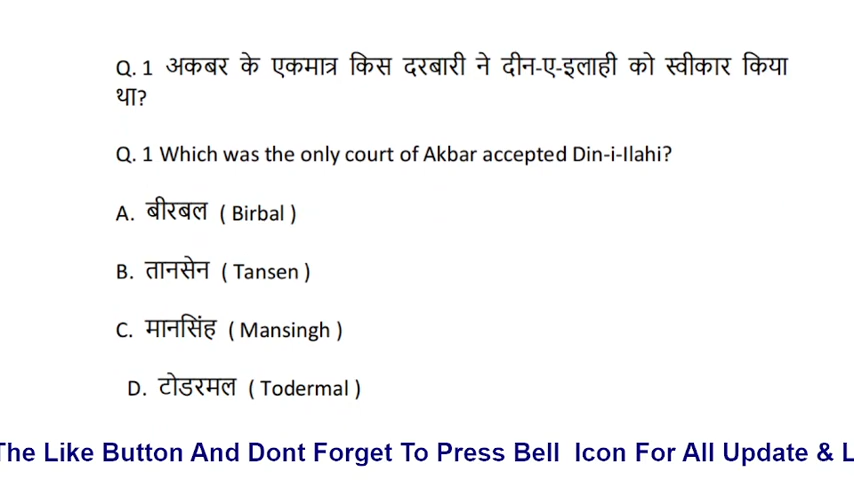 Q. 1 अकबर के एकमात्र किस दरबारी ने दीन-ए-इलाही को स्वीकार किया
था?
Q. 1 Which was the only court of Akbar accepted Din-i-Ilahi?
A. बीरबल ( Birbal )
B. तानसेन ( Tansen )
C. मानसिंह ( Mansingh )
D. टोडरमल ( Todermal )
The Like Button And Dont Forget To Press Bell Icon For All Update & L